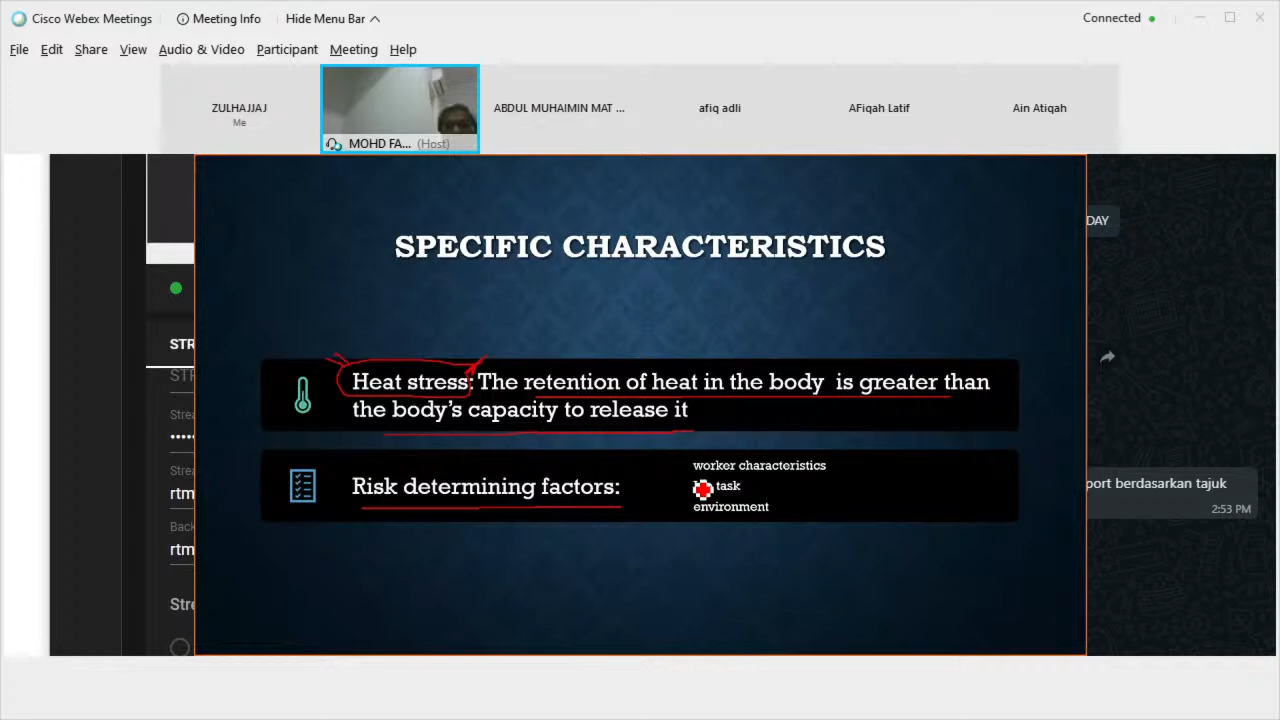 Cisco Webex Meetings
Meeting Info
Hide Menu Bar
Connected
File Edit Share View Audio & Video Participant Meeting Help
ZULHAJJAJ
Me
MOHD FA... (Host)
ABDUL MUHAIMIN MAT ...
afiq adli
AFiqah Latif
Ain Atiqah
SPECIFIC CHARACTERISTICS
Heat stress: The retention of heat in the body is greater than
the body's capacity to release it
Risk determining factors:
worker characteristics
task
environment
STR
STR
Strea
Strea
rtm
Back
rtm
Stre
DAY
port berdasarkan tajuk
2:53 PM